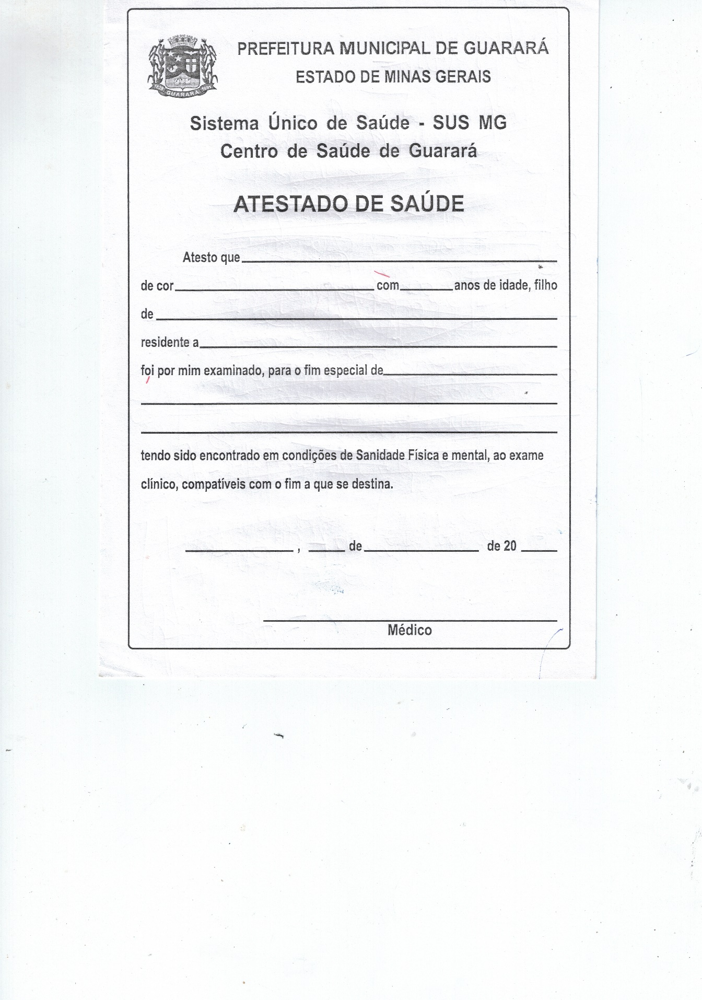 PREFEITURA MUNICIPAL DE GUARARÁ
ESTADO DE MINAS GERAIS
GUARARÁ
Sistema Único de Saúde - SUS MG
Centro de Saúde de Guarará
ATESTADO DE SAÚDE
Atesto que
de cor com anos de idade, filho
de
residente a
foi por mim examinado, para o fim especial de
tendo sido encontrado em condições de Sanidade Física e mental, ao exame
clínico, compatíveis com o fim a que se destina.
, de de 20
Médico